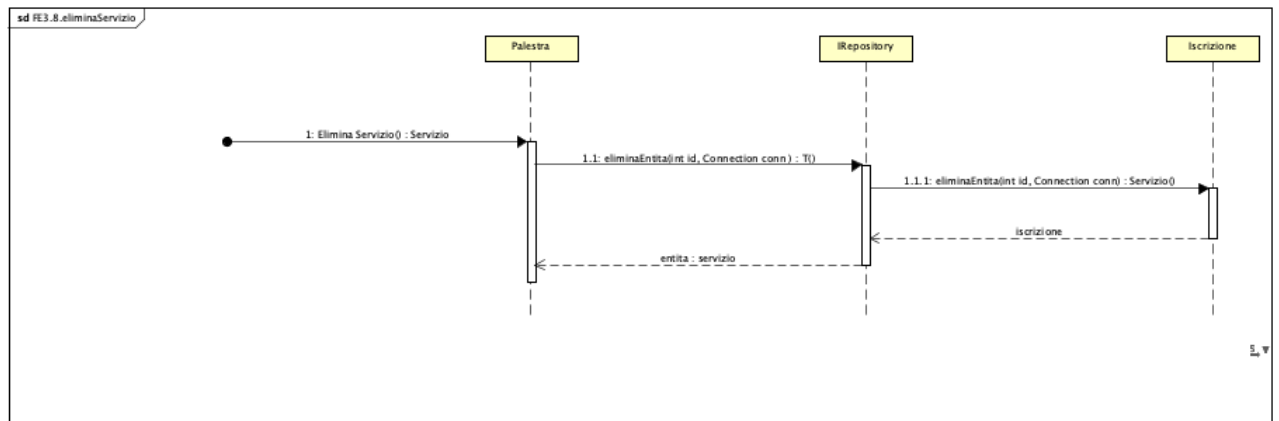 sd FE3.8.eliminaServizio
Palestra
IRepository
Iscrizione
1: Elimina Servizio() : Servizio
1.1: eliminaEntita(int id, Connection conn ) : T()
1.1.1: eliminaEntita(int id, Connection conn) : Servizio()
iscrizione
entita : servizio